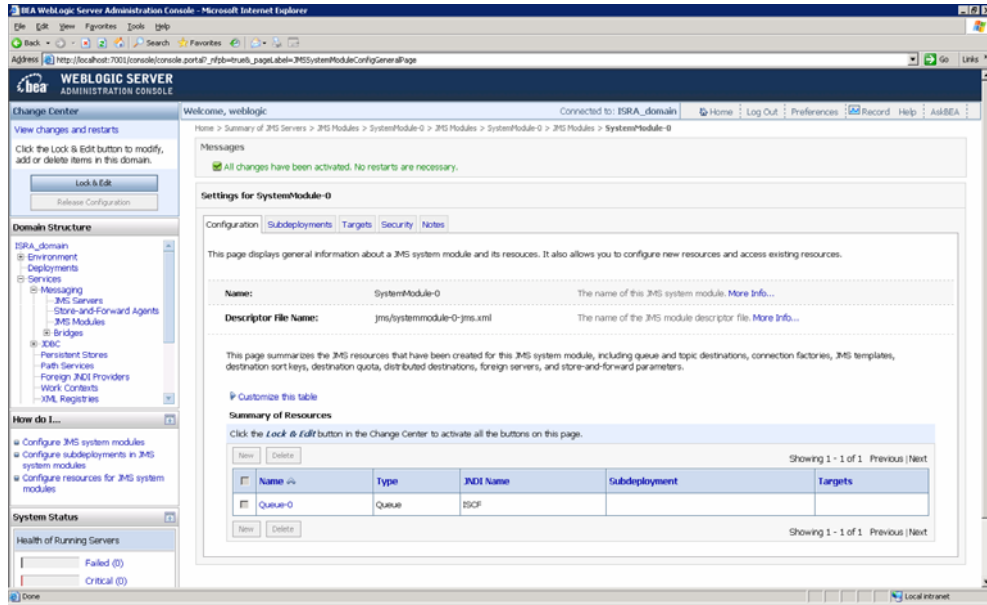 BEA WebLogic Server Administration Console - Microsoft Internet Explorer
File Edit View Favorites Tools Help
Back Search Favorites
Address http://localhost:7001/console/console.portal?_nfpb=true&_pageLabel=JMSSystemModuleConfigGeneralPage Go Links
bea WEBLOGIC SERVER
ADMINISTRATION CONSOLE
Change Center
View changes and restarts
Click the Lock & Edit button to modify,
add or delete items in this domain.
Lock & Edit
Release Configuration
Domain Structure
ISRA_domain
Environment
Deployments
Services
Messaging
JMS Servers
Store-and-Forward Agents
JMS Modules
Bridges
JDBC
Persistent Stores
Path Services
Foreign JNDI Providers
Work Contexts
XML Registries
How do I...
Configure JMS system modules
Configure subdeployments in JMS
system modules
Configure resources for JMS system
modules
System Status
Health of Running Servers
Failed (0)
Critical (0)
Welcome, weblogic Connected to: ISRA_domain Home Log Out Preferences Record Help AskBEA
Home > Summary of JMS Servers > JMS Modules > SystemModule-0 > JMS Modules > SystemModule-0 > JMS Modules > SystemModule-0
Messages
All changes have been activated. No restarts are necessary.
Settings for SystemModule-0
Configuration Subdeployments Targets Security Notes
This page displays general information about a JMS system module and its resouces. It also allows you to configure new resources and access existing resources.
Name: SystemModule-0 The name of this JMS system module. More Info...
Descriptor File Name: jms/systemmodule-0-jms.xml The name of the JMS module descriptor file. More Info...
This page summarizes the JMS resources that have been created for this JMS system module, including queue and topic destinations, connection factories, JMS templates,
destination sort keys, destination quota, distributed destinations, foreign servers, and store-and-forward parameters.
Customize this table
Summary of Resources
Click the Lock & Edit button in the Change Center to activate all the buttons on this page.
New Delete Showing 1 - 1 of 1 Previous | Next
Name Type JNDI Name Subdeployment Targets
Queue-0 Queue ISCF
New Delete Showing 1 - 1 of 1 Previous | Next
Done Local intranet